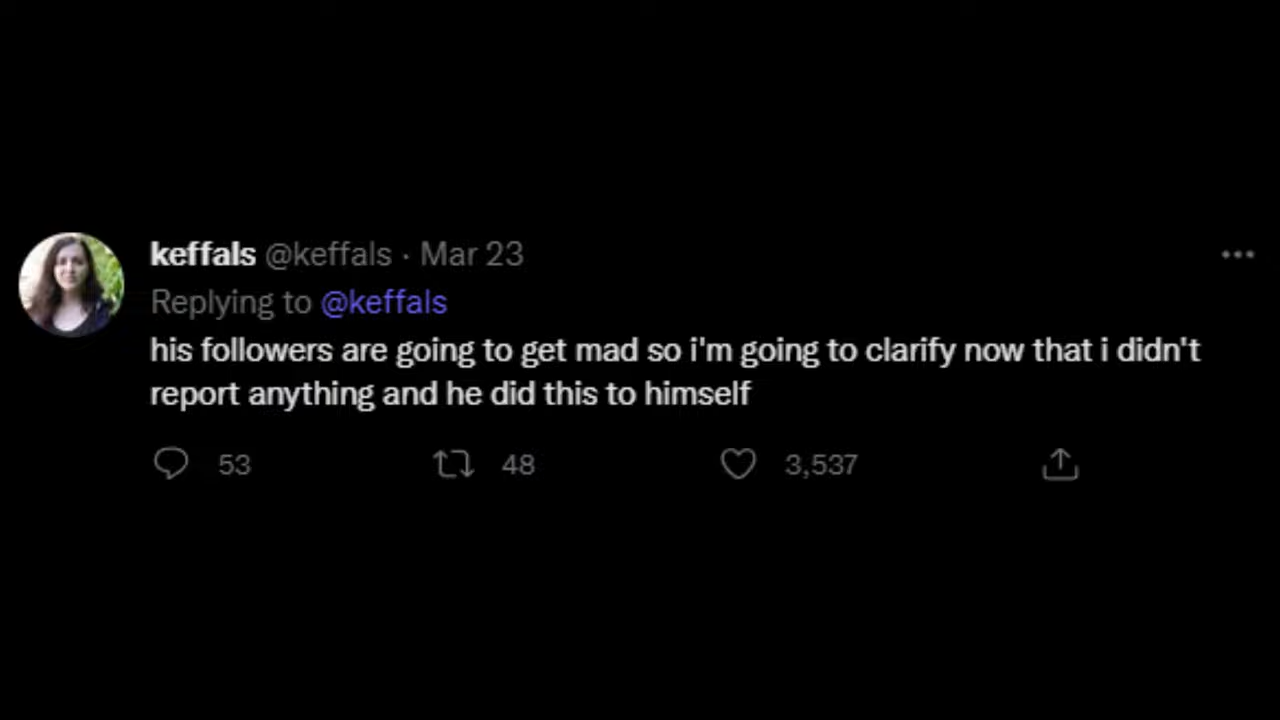 keffals @keffals · Mar 23
Replying to @keffals
his followers are going to get mad so i'm going to clarify now that i didn't
report anything and he did this to himself
53 48 3,537